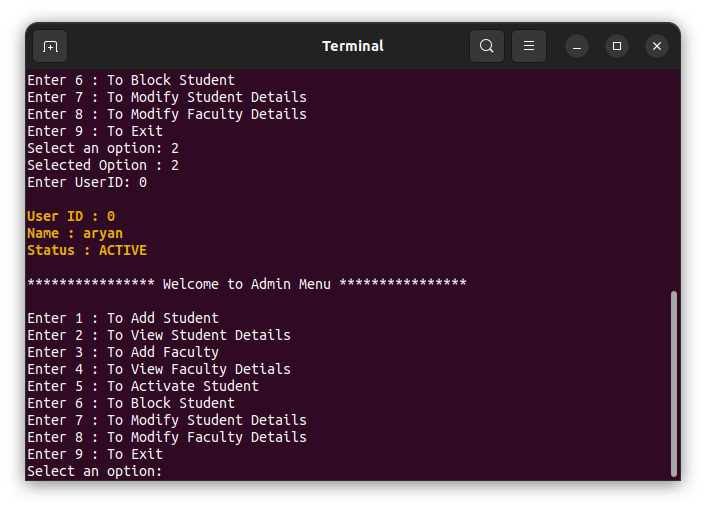 Terminal
Enter 6 : To Block Student
Enter 7 : To Modify Student Details
Enter 8 : To Modify Faculty Details
Enter 9 : To Exit
Select an option: 2
Selected Option : 2
Enter UserID: 0
User ID : 0
Name : aryan
Status : ACTIVE
**************** Welcome to Admin Menu ****************
Enter 1 : To Add Student
Enter 2 : To View Student Details
Enter 3 : To Add Faculty
Enter 4 : To View Faculty Detials
Enter 5 : To Activate Student
Enter 6 : To Block Student
Enter 7 : To Modify Student Details
Enter 8 : To Modify Faculty Details
Enter 9 : To Exit
Select an option: